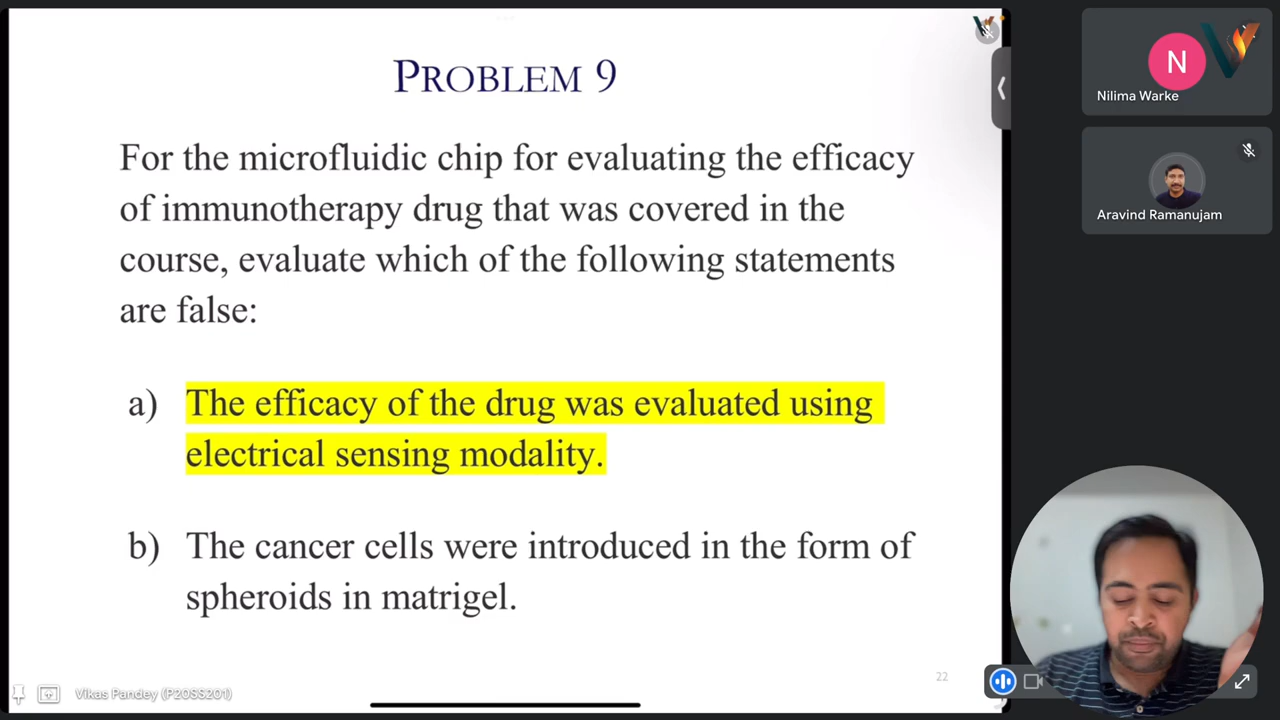 PROBLEM 9
For the microfluidic chip for evaluating the efficacy
of immunotherapy drug that was covered in the
course, evaluate which of the following statements
are false:
a) The efficacy of the drug was evaluated using
electrical sensing modality.
b) The cancer cells were introduced in the form of
spheroids in matrigel.
22
Vikas Pandey (P20SS201)
N
Nilima Warke
Aravind Ramanujam